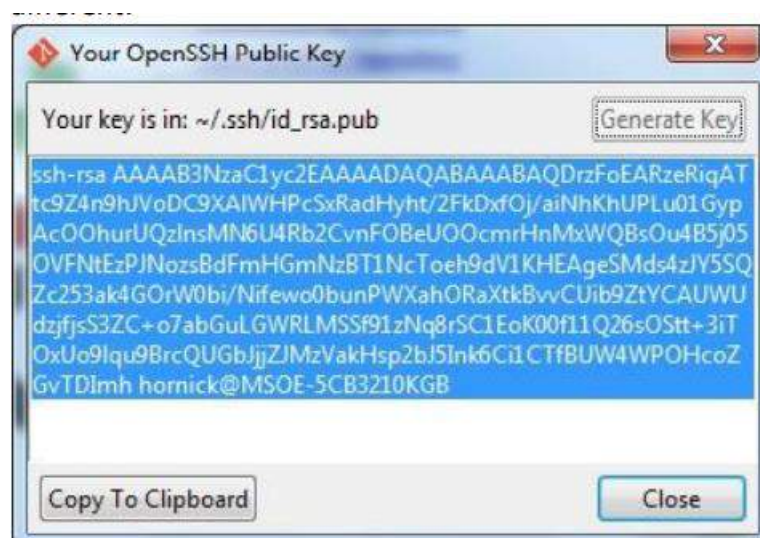 Your OpenSSH Public Key
Your key is in: ~/.ssh/id_rsa.pub
Generate Key
ssh-rsa AAAAB3NzaC1yc2EAAAADAQABAAABAQDrzFoEARzeRiqAT
tc9Z4n9hJVoDC9XAIWHPcSxRadHyht/2FkDxfOj/aiNhKhUPLu01Gyp
AcOOhurUQzInsMN6U4Rb2CvnFOBeUOOcmrHnMxWQBsOu4B5j05
OVFNtEzPJNozsBdFmHGmNzBT1NcToeh9dV1KHEAgeSMds4zJY5SQ
Zc253ak4GOrW0bi/Nifewo0bunPWXahORaXtkBvvCUib9ZtYCAUWU
dzjfjsS3ZC+o7abGuLGWRLMSSf91zNq8rSC1EoK00f11Q26sOStt+3iT
OxUo9Iqu9BrcQUGbJjjZJMzVakHsp2bJ5Ink6Ci1CTfBUW4WPOHcoZ
GvTDImh hornick@MSOE-5CB3210KGB
Copy To Clipboard
Close